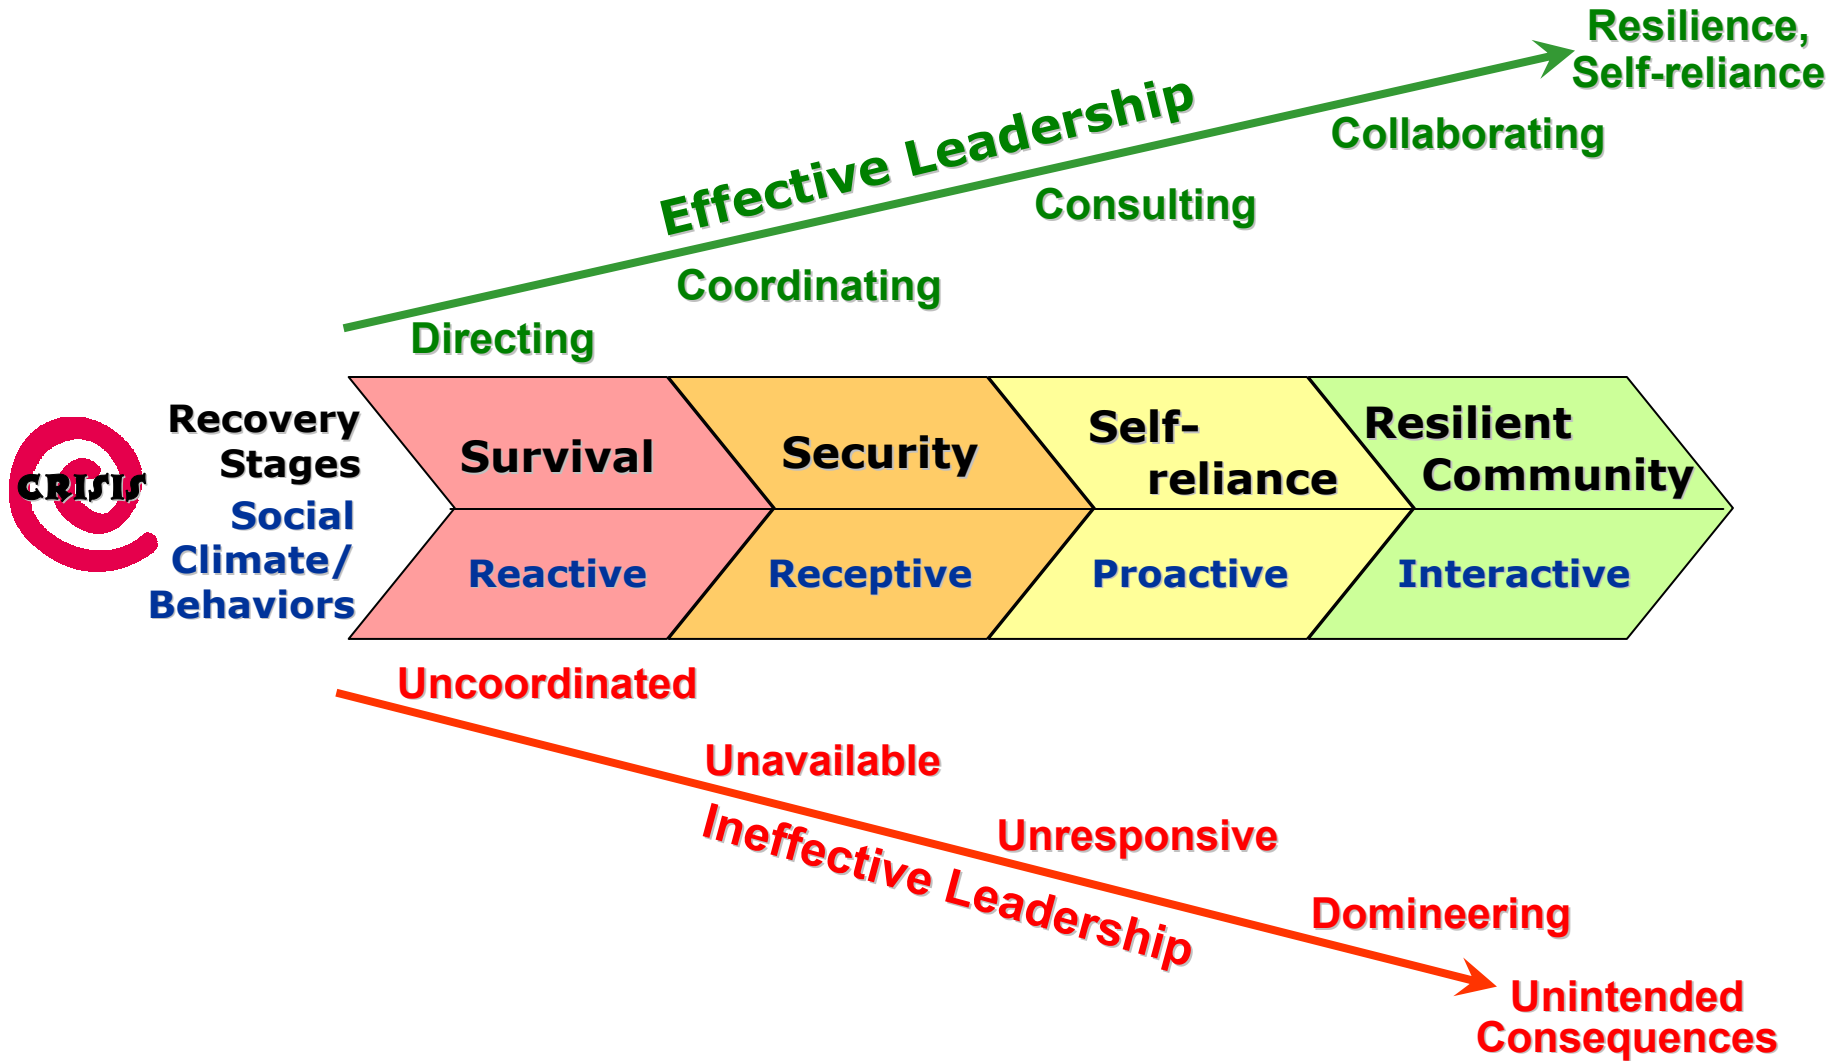 Resilience,
Self-reliance
Effective Leadership
Collaborating
Consulting
Coordinating
Directing
CRISIS
Recovery
Stages
Social
Climate/
Behaviors
Survival
Security
Self-
reliance
Resilient
Community
Reactive
Receptive
Proactive
Interactive
Uncoordinated
Unavailable
Unresponsive
Ineffective Leadership
Domineering
Unintended
Consequences